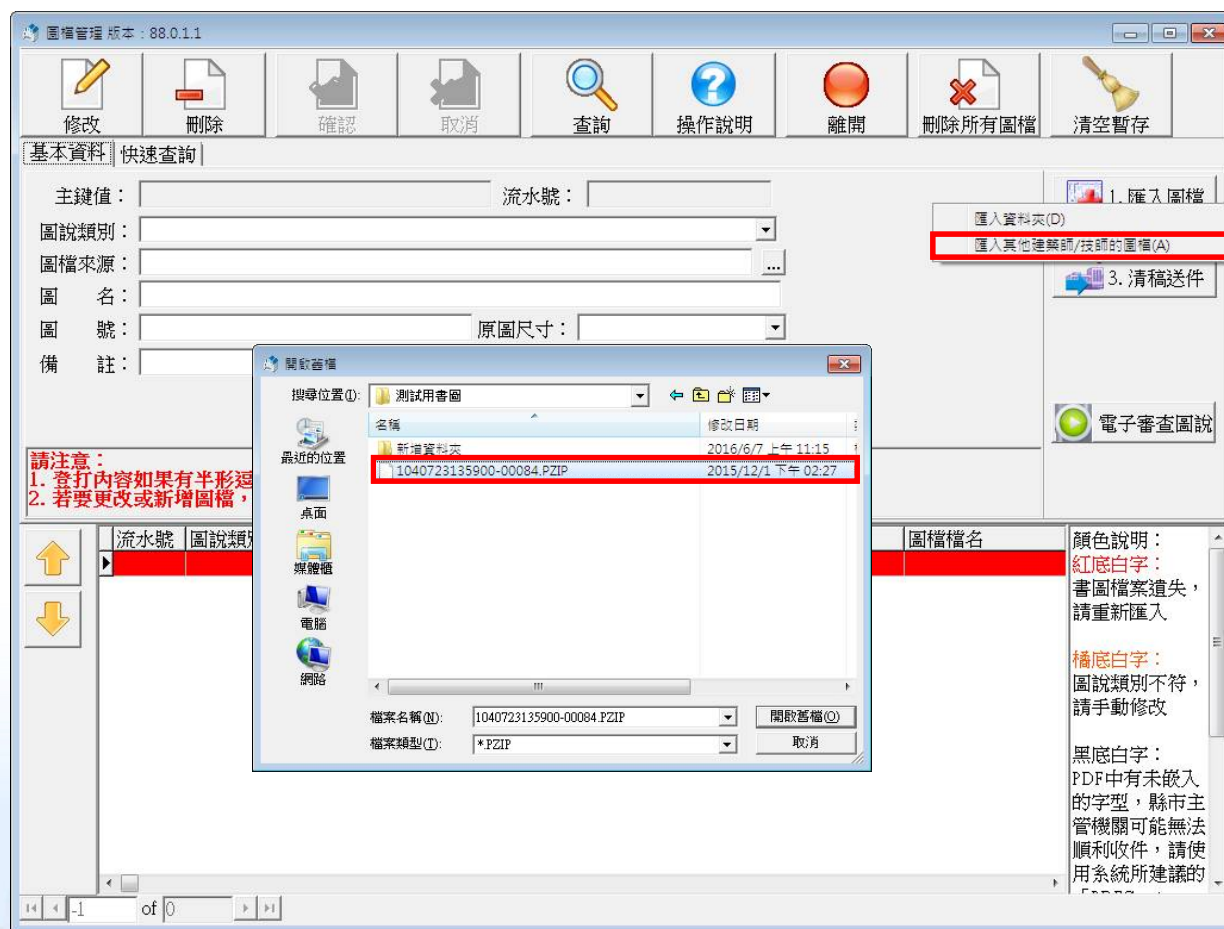 圖檔管理 版本：88.0.1.1
修改 刪除 確認 取消 查詢 操作說明 離開 刪除所有圖檔 清空暫存
基本資料 快速查詢
主鍵值： 流水號：
1. 匯入圖檔
匯入資料夾(D)
匯入其他建築師/技師的圖檔(A)
3. 清稿送件
圖說類別：
圖檔來源： ...
圖 名：
圖 號： 原圖尺寸：
備 註：
電子審查圖說
請注意：
1. 登打內容如果有半形逗
2. 若要更改或新增圖檔，
開啟舊檔
搜尋位置(I): 測試用書圖
名稱 修改日期
新增資料夾 2016/6/7 上午 11:15
1040723135900-00084.PZIP 2015/12/1 下午 02:27
最近的位置
桌面
媒體櫃
電腦
網路
檔案名稱(N): 1040723135900-00084.PZIP 開啟舊檔(O)
檔案類型(T): *.PZIP 取消
流水號 圖說類別 圖檔檔名
顏色說明：
紅底白字：
書圖檔案遺失，
請重新匯入
橘底白字：
圖說類別不符，
請手動修改
黑底白字：
PDF中有未嵌入
的字型，縣市主
管機關可能無法
順利收件，請使
用系統所建議的
-1 of 0